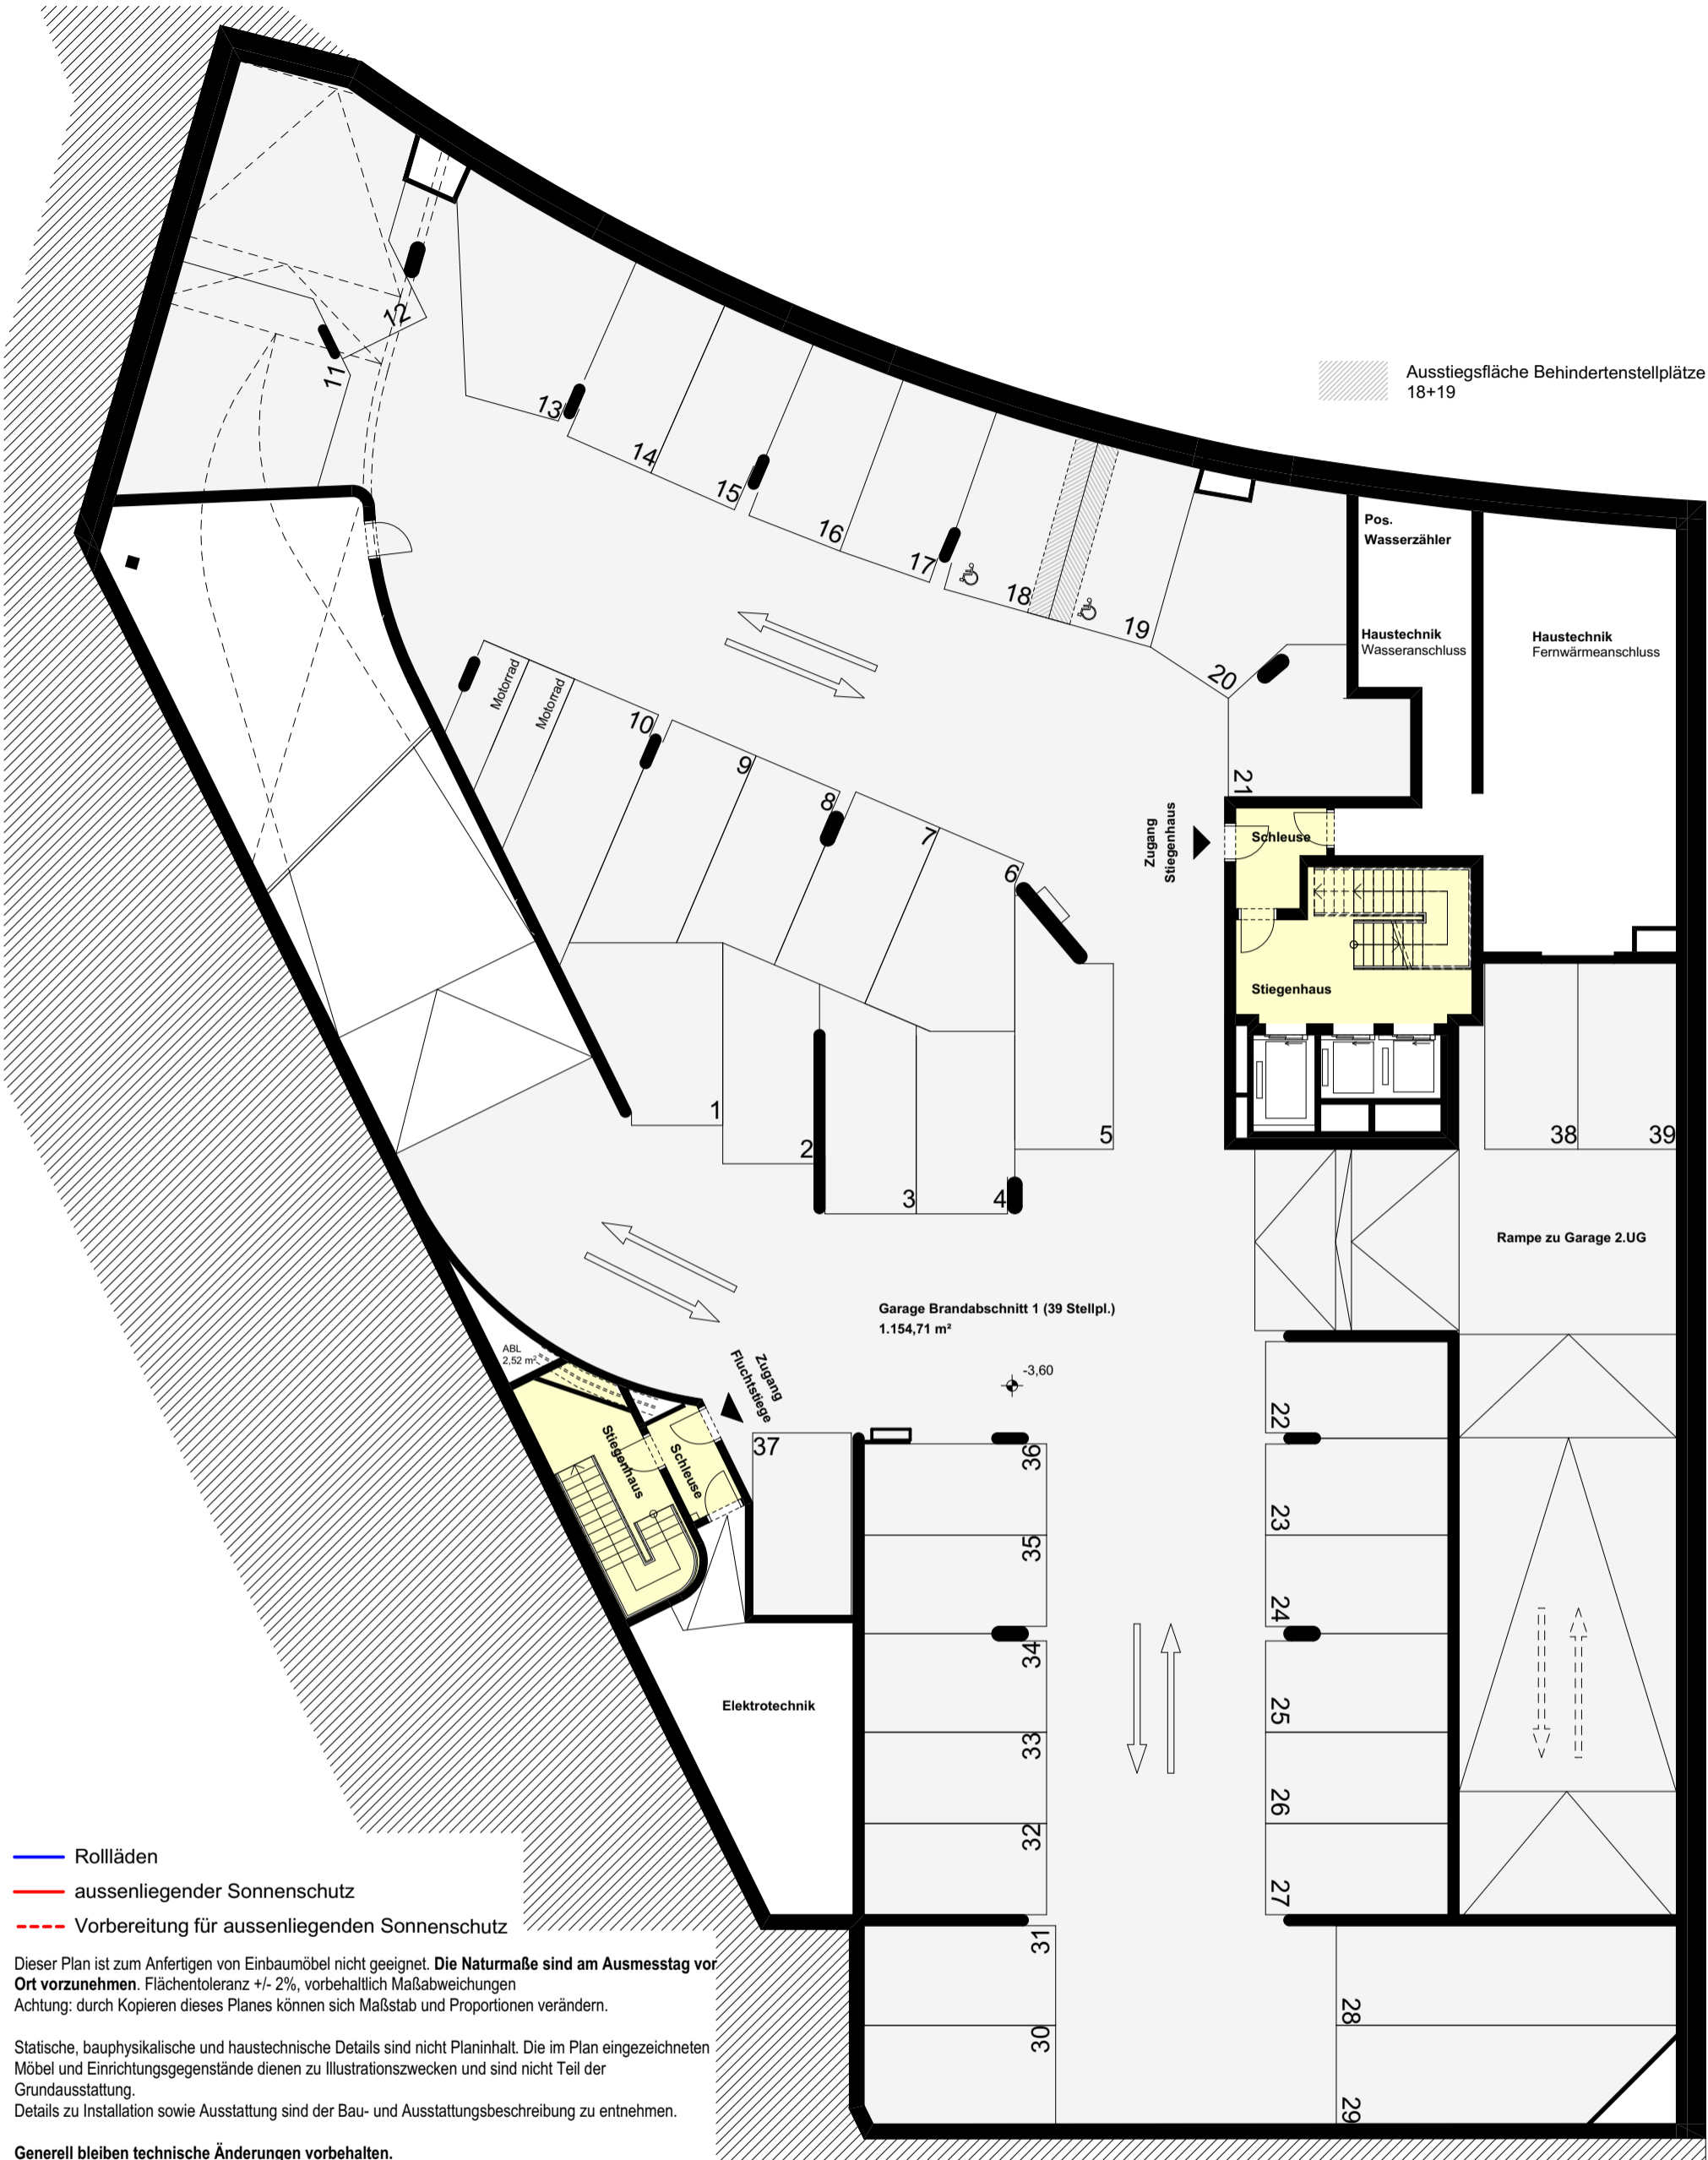 Ausstiegsfläche Behindertenstellplätze
18+19
12
11
13
14
15
16
17
18
19
20
21
Pos.
Wasserzähler
Haustechnik
Wasseranschluss
Haustechnik
Fernwärmeanschluss
Motorrad
Motorrad
10
9
8
7
6
Zugang
Stiegenhaus
Schleuse
Stiegenhaus
1
2
3
4
5
38
39
Rampe zu Garage 2.UG
Garage Brandabschnitt 1 (39 Stellpl.)
1.154,71 m²
-3,60
ABL
2,52 m²
Zugang
Fluchtstiege
Stiegenhaus
Schleuse
37
36
35
34
33
32
31
30
22
23
24
25
26
27
28
29
Elektrotechnik
Rollläden
aussenliegender Sonnenschutz
Vorbereitung für aussenliegenden Sonnenschutz
Dieser Plan ist zum Anfertigen von Einbaumöbel nicht geeignet. Die Naturmaße sind am Ausmesstag vor
Ort vorzunehmen. Flächentoleranz +/- 2%, vorbehaltlich Maßabweichungen
Achtung: durch Kopieren dieses Planes können sich Maßstab und Proportionen verändern.
Statische, bauphysikalische und haustechnische Details sind nicht Planinhalt. Die im Plan eingezeichneten
Möbel und Einrichtungsgegenstände dienen zu Illustrationszwecken und sind nicht Teil der
Grundausstattung.
Details zu Installation sowie Ausstattung sind der Bau- und Ausstattungsbeschreibung zu entnehmen.
Generell bleiben technische Änderungen vorbehalten.